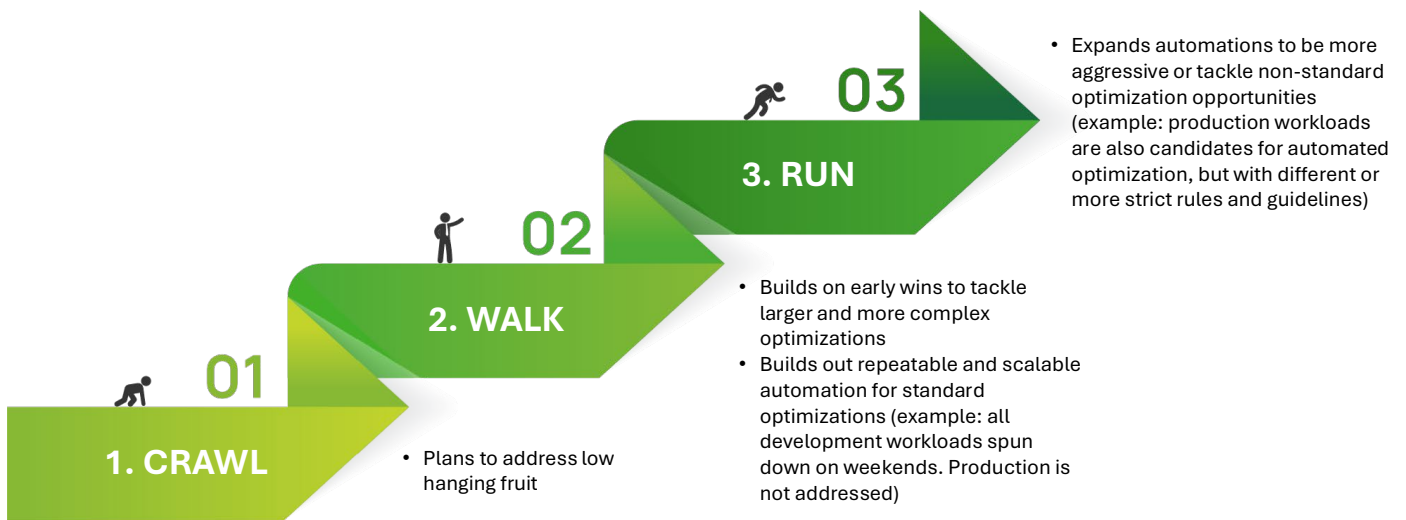 01
1. CRAWL
• Plans to address low
hanging fruit
02
2. WALK
• Builds on early wins to tackle
larger and more complex
optimizations
• Builds out repeatable and scalable
automation for standard
optimizations (example: all
development workloads spun
down on weekends. Production is
not addressed)
03
3. RUN
• Expands automations to be more
aggressive or tackle non-standard
optimization opportunities
(example: production workloads
are also candidates for automated
optimization, but with different or
more strict rules and guidelines)